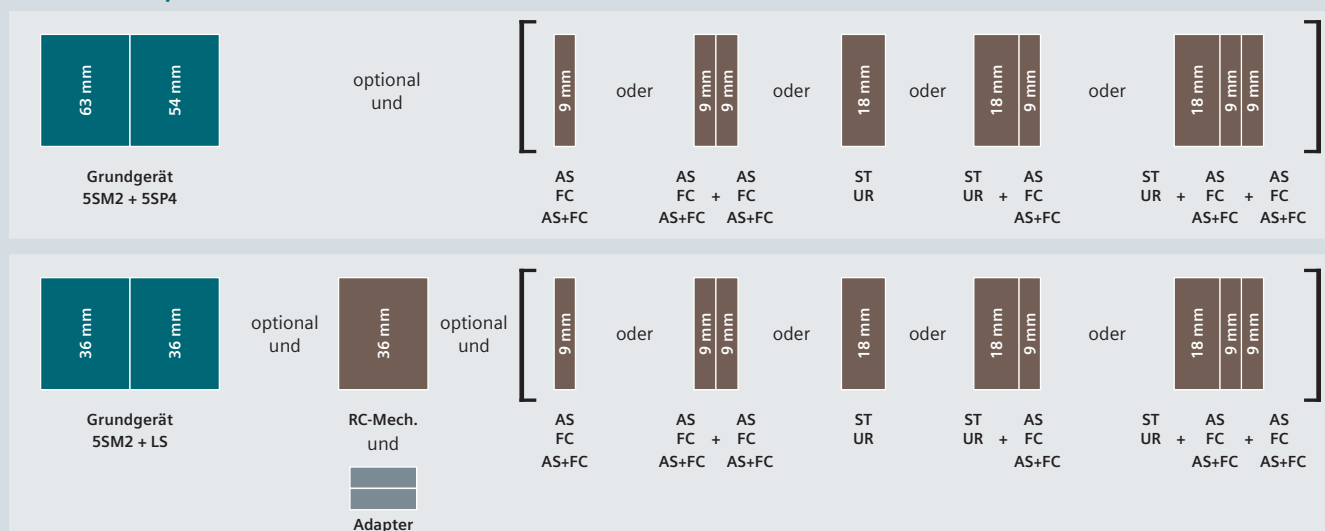 63 mm 54 mm
optional
und
9 mm oder 9 mm 9 mm oder 18 mm oder 18 mm 9 mm oder 18 mm 9 mm 9 mm
Grundgerät
5SM2 + 5SP4
AS AS AS ST ST AS ST AS AS
FC FC + FC UR UR + FC UR + FC + FC
AS+FC AS+FC AS+FC AS+FC AS+FC AS+FC
36 mm 36 mm
optional
und
36 mm
optional
und
9 mm oder 9 mm 9 mm oder 18 mm oder 18 mm 9 mm oder 18 mm 9 mm 9 mm
Grundgerät
5SM2 + LS
RC-Mech.
und
Adapter
AS AS AS ST ST AS ST AS AS
FC FC + FC UR UR + FC UR + FC + FC
AS+FC AS+FC AS+FC AS+FC AS+FC AS+FC